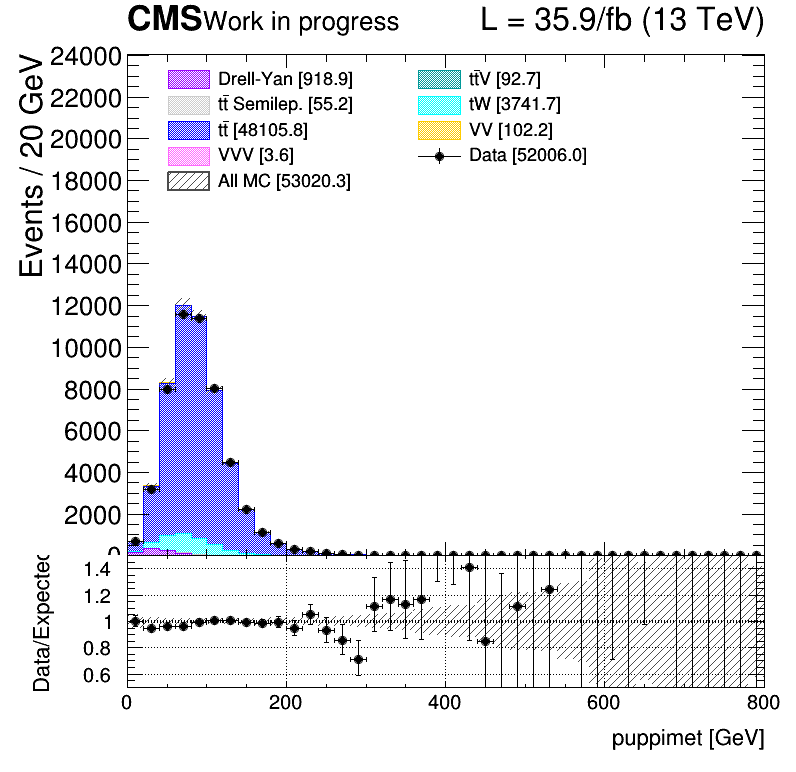 CMS Work in progress L = 35.9/fb (13 TeV)
Events / 20 GeV
24000
22000
20000
18000
16000
14000
12000
10000
8000
6000
4000
2000
0
Drell-Yan [918.9]
tt̄ Semilep. [55.2]
tt̄ [48105.8]
VVV [3.6]
All MC [53020.3]
tt̄V [92.7]
tW [3741.7]
VV [102.2]
Data [52006.0]
Data/Expected
1.4
1.2
1
0.8
0.6
0 200 400 600 800
puppimet [GeV]